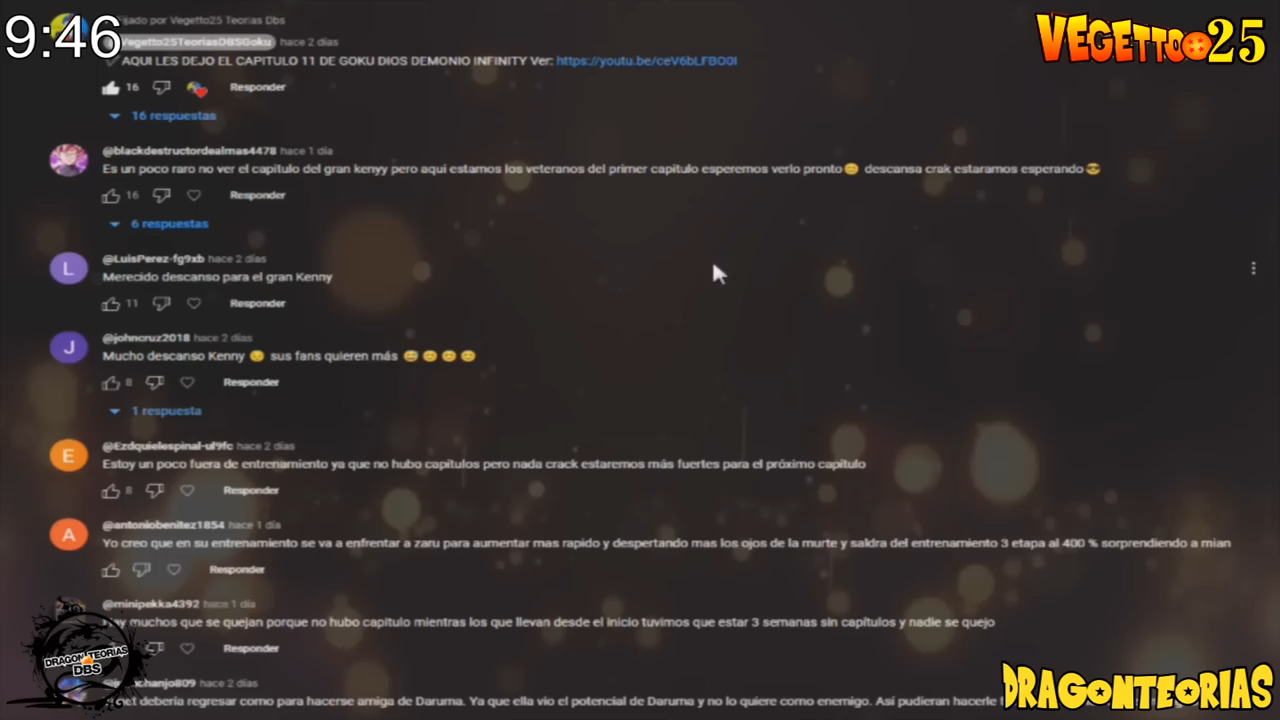 9:46
VEGETTO 25
Fijado por Vegetto25 Teorias Dbs
Vegetto25TeoriasDBSGoku hace 2 días
AQUI LES DEJO EL CAPITULO 11 DE GOKU DIOS DEMONIO INFINITY Ver: https://youtu.be/ceV6bLFBO0I
16 Responder
16 respuestas
@blackdestructordealmas4478 hace 1 día
Es un poco raro no ver el capitulo del gran kenyy pero aqui estamos los veteranos del primer capitulo esperemos verlo pronto😊 descansa crak estaramos esperando😎
16 Responder
6 respuestas
L @LuisPerez-fg9xb hace 2 días
Merecido descanso para el gran Kenny
11 Responder
J @johncruz2018 hace 2 días
Mucho descanso Kenny 😔 sus fans quieren más 😅😊😊😊
8 Responder
1 respuesta
E @Ezdquielespinal-ul9fc hace 2 días
Estoy un poco fuera de entrenamiento ya que no hubo capítulos pero nada crack estaremos más fuertes para el próximo capítulo
8 Responder
A @antoniobenitez1854 hace 1 día
Yo creo que en su entrenamiento se va a enfrentar a zaru para aumentar mas rapido y despertando mas los ojos de la murte y saldra del entrenamiento 3 etapa al 400 % sorprendiendo a mian
Responder
@minipekka4392 hace 1 día
muchos que se quejan porque no hubo capitulo mientras los que llevan desde el inicio tuvimos que estar 3 semanas sin capítulos y nadie se quejo
Responder
hace 2 días
debería regresar como para hacerse amiga de Daruma. Ya que ella vio el potencial de Daruma y no lo quiere como enemigo. Asi pudieran hacerle
DRAGON TEORIAS
DBS
DRAGONTEORIAS